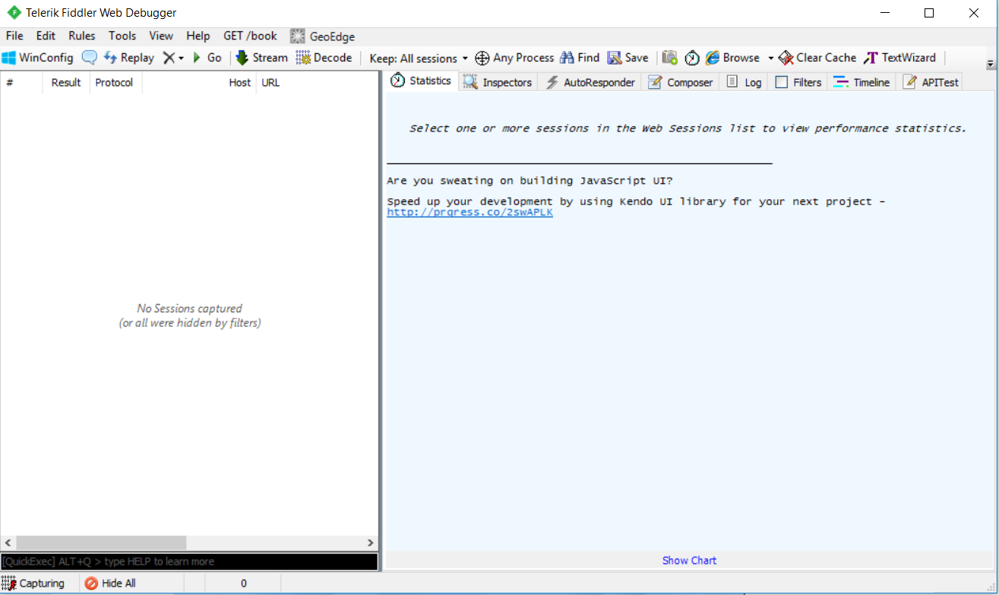 Telerik Fiddler Web Debugger
File Edit Rules Tools View Help GET /book GeoEdge
WinConfig Replay Go Stream Decode Keep: All sessions Any Process Find Save Browse Clear Cache TextWizard
# Result Protocol Host URL
Statistics Inspectors AutoResponder Composer Log Filters Timeline APITest
Select one or more sessions in the Web Sessions list to view performance statistics.
Are you sweating on building JavaScript UI?
Speed up your development by using Kendo UI library for your next project -
http://prgress.co/2swAPLK
No Sessions captured
(or all were hidden by filters)
[QuickExec] ALT+Q > type HELP to learn more
Show Chart
Capturing Hide All 0